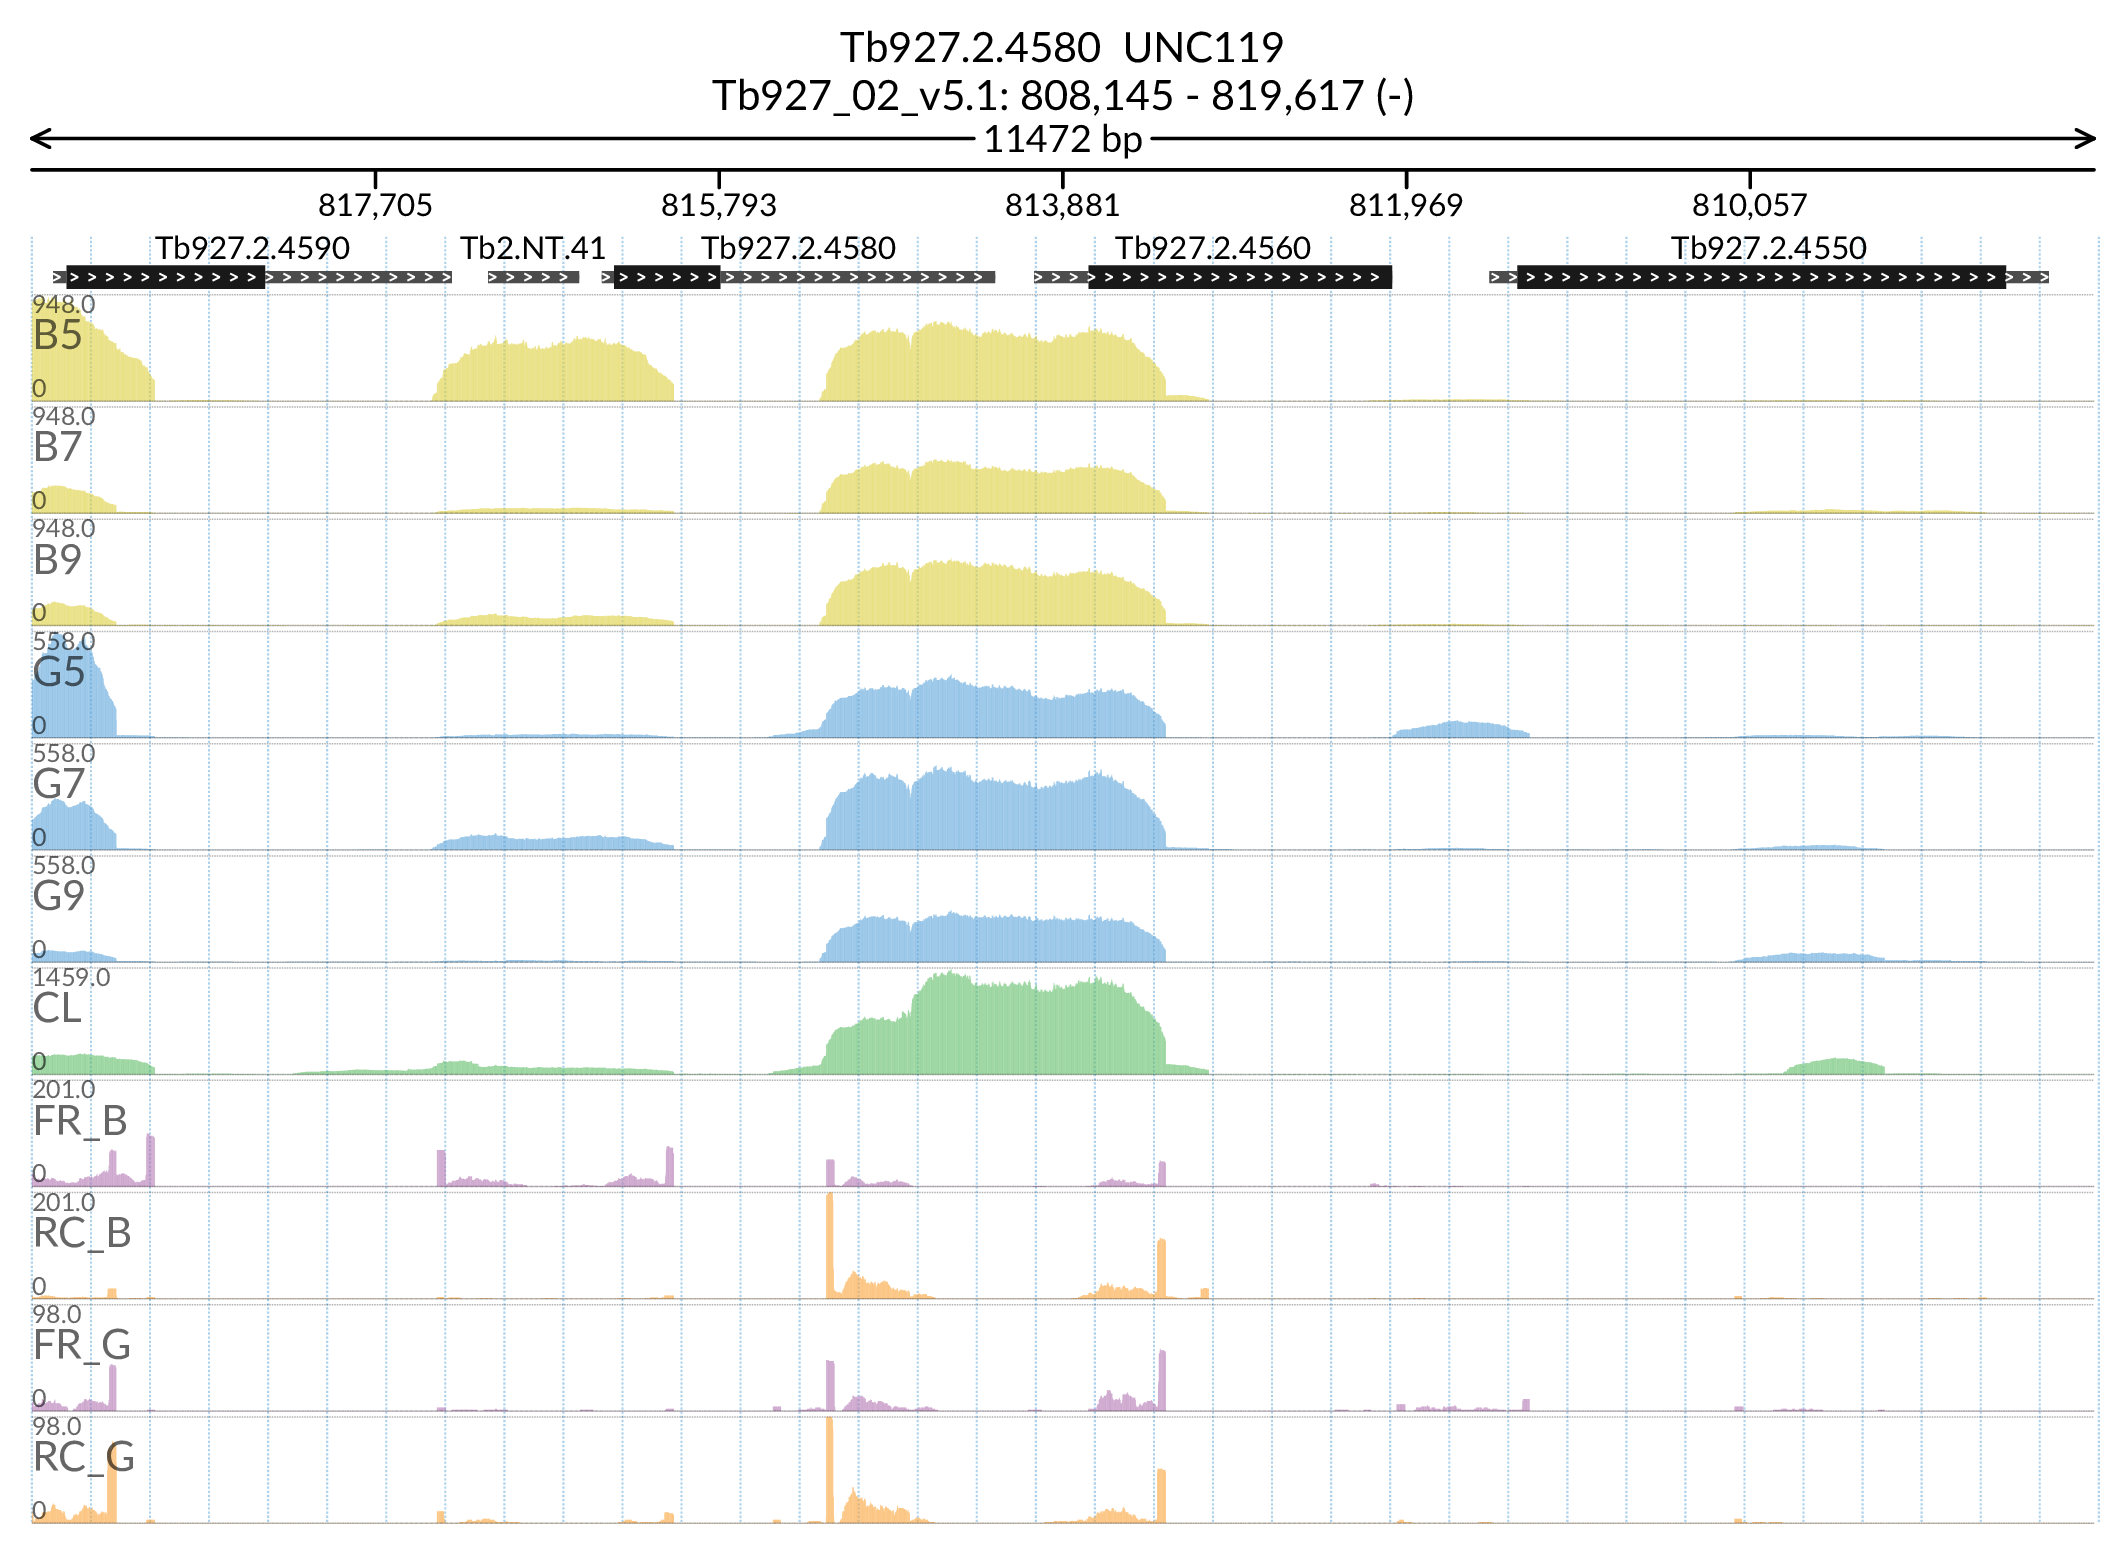 Tb927.2.4580 UNC119
Tb927_02_v5.1: 808,145 - 819,617 (-)
11472 bp
817,705 815,793 813,881 811,969 810,057
Tb927.2.4590 Tb2.NT.41 Tb927.2.4580 Tb927.2.4560 Tb927.2.4550
948.0
B5
0
948.0
B7
0
948.0
B9
0
558.0
G5
0
558.0
G7
0
558.0
G9
0
1459.0
CL
0
201.0
FR_B
0
201.0
RC_B
0
98.0
FR_G
0
98.0
RC_G
0